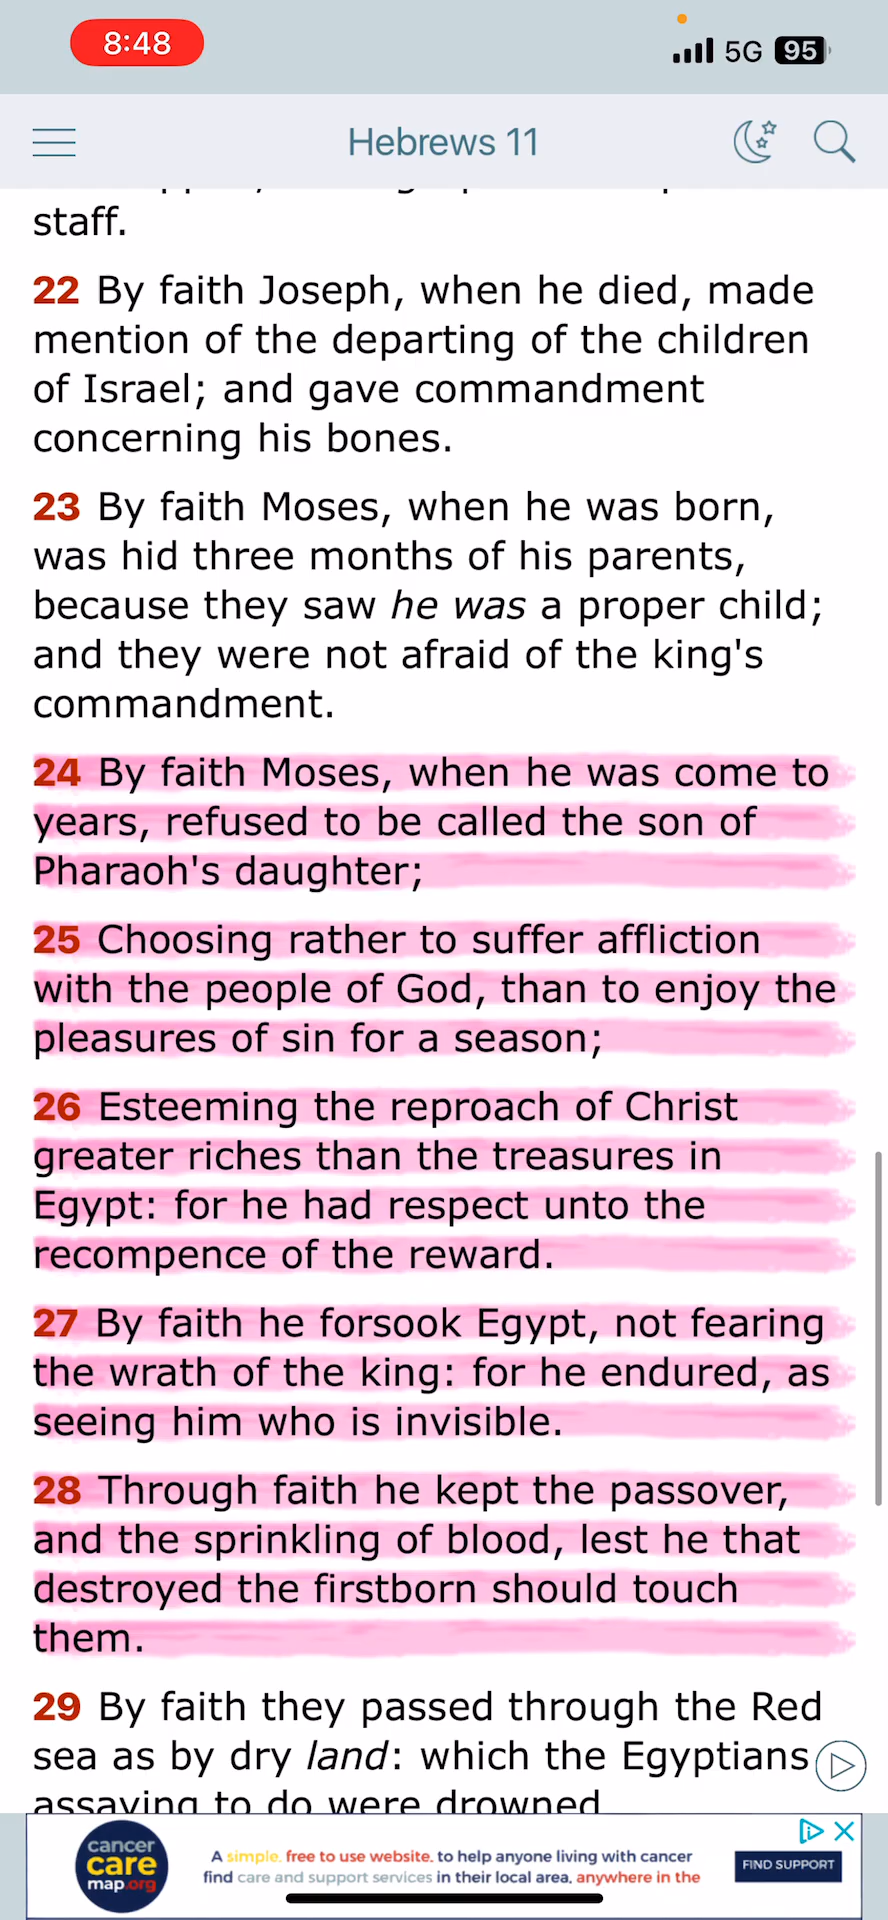 8:48
5G 95
Hebrews 11
staff.
22 By faith Joseph, when he died, made
mention of the departing of the children
of Israel; and gave commandment
concerning his bones.
23 By faith Moses, when he was born,
was hid three months of his parents,
because they saw he was a proper child;
and they were not afraid of the king's
commandment.
24 By faith Moses, when he was come to
years, refused to be called the son of
Pharaoh's daughter;
25 Choosing rather to suffer affliction
with the people of God, than to enjoy the
pleasures of sin for a season;
26 Esteeming the reproach of Christ
greater riches than the treasures in
Egypt: for he had respect unto the
recompence of the reward.
27 By faith he forsook Egypt, not fearing
the wrath of the king: for he endured, as
seeing him who is invisible.
28 Through faith he kept the passover,
and the sprinkling of blood, lest he that
destroyed the firstborn should touch
them.
29 By faith they passed through the Red
sea as by dry land: which the Egyptians
assaying to do were drowned
cancer
care
map.org
A simple, free to use website, to help anyone living with cancer
find care and support services in their local area, anywhere in the
FIND SUPPORT